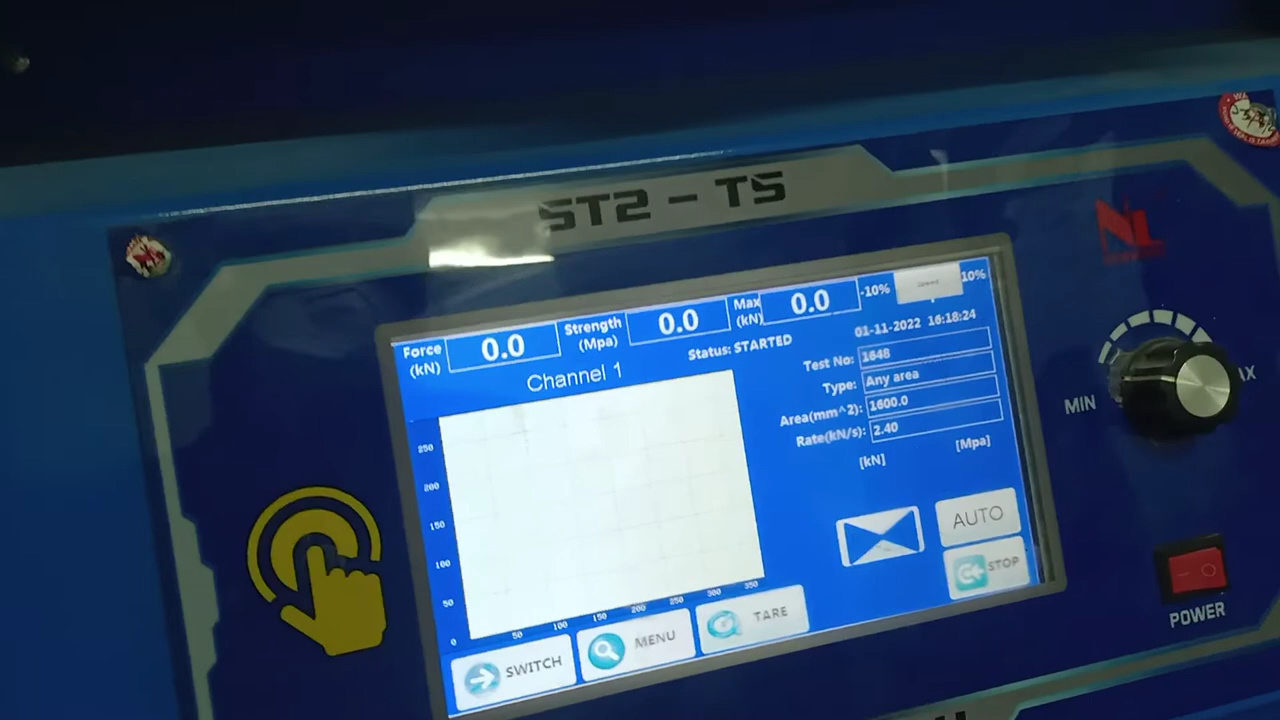 ST2 - TS
NL
Force
(kN)
0.0
Strength
(Mpa)
0.0
Max
(kN)
0.0
-10%
10%
Channel 1
Status: STARTED
01-11-2022 16:18:24
Test No: 1648
Type: Any area
Area(mm^2): 1600.0
Rate(kN/s): 2.40
[kN] [Mpa]
250
200
150
100
50
0
50 100 150 200 250 300 350
AUTO
STOP
SWITCH
MENU
TARE
MIN
POWER